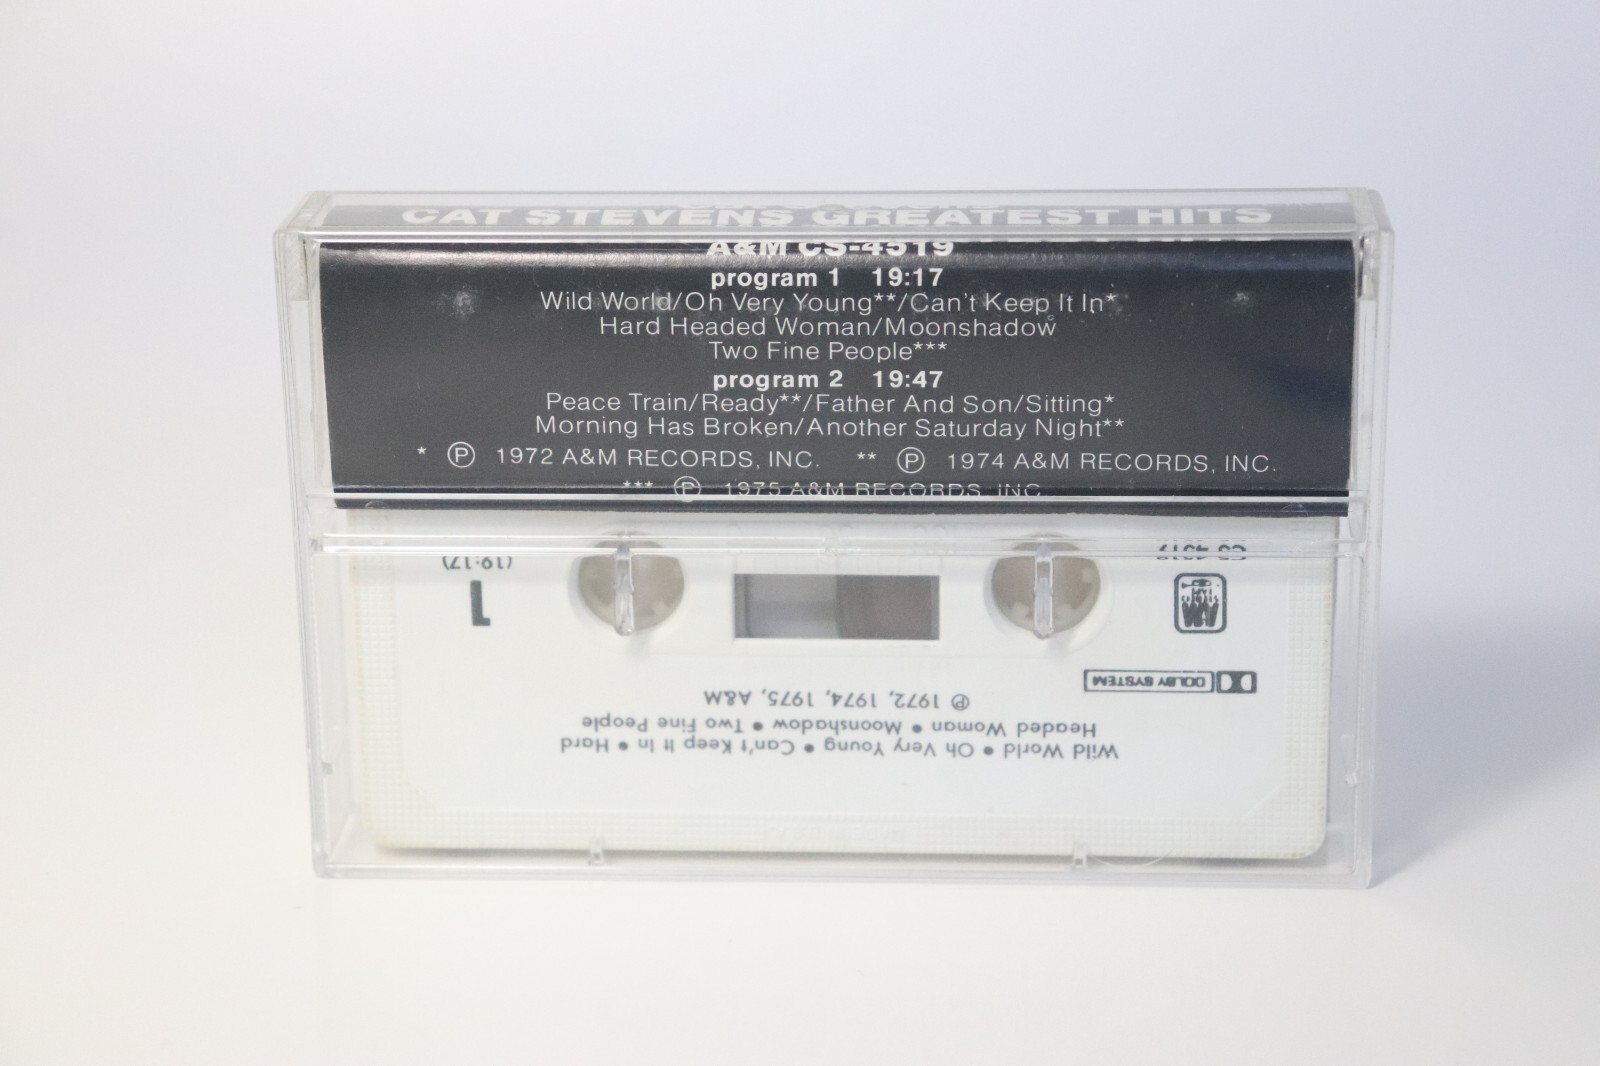 CAT STEVENS GREATEST HITS
A&M CS-4519
program 1 19:17
Wild World/Oh Very Young**/Can't Keep It In*
Hard Headed Woman/Moonshadow
Two Fine People***
program 2 19:47
Peace Train/Ready**/Father And Son/Sitting*
Morning Has Broken/Another Saturday Night**
* Ⓟ 1972 A&M RECORDS, INC. ** Ⓟ 1974 A&M RECORDS, INC.
*** Ⓟ 1975 A&M RECORDS, INC.
Wild World • Oh Very Young • Can't Keep It In • Hard
Headed Woman • Moonshadow • Two Fine People
Ⓟ 1972, 1974, 1975, A&M
DOLBY SYSTEM
A&M
1
(19:17)
CS 4519